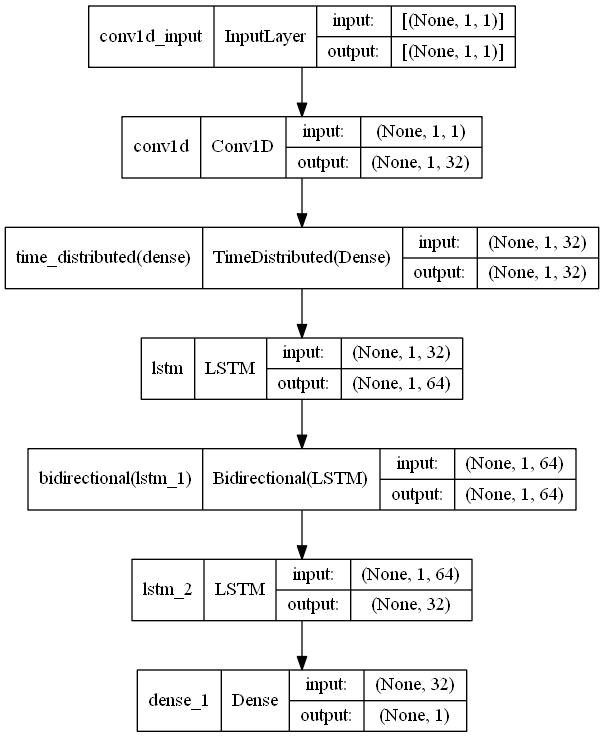 conv1d_input InputLayer input: [(None, 1, 1)]
output: [(None, 1, 1)]
conv1d Conv1D input: (None, 1, 1)
output: (None, 1, 32)
time_distributed(dense) TimeDistributed(Dense) input: (None, 1, 32)
output: (None, 1, 32)
lstm LSTM input: (None, 1, 32)
output: (None, 1, 64)
bidirectional(lstm_1) Bidirectional(LSTM) input: (None, 1, 64)
output: (None, 1, 64)
lstm_2 LSTM input: (None, 1, 64)
output: (None, 32)
dense_1 Dense input: (None, 32)
output: (None, 1)